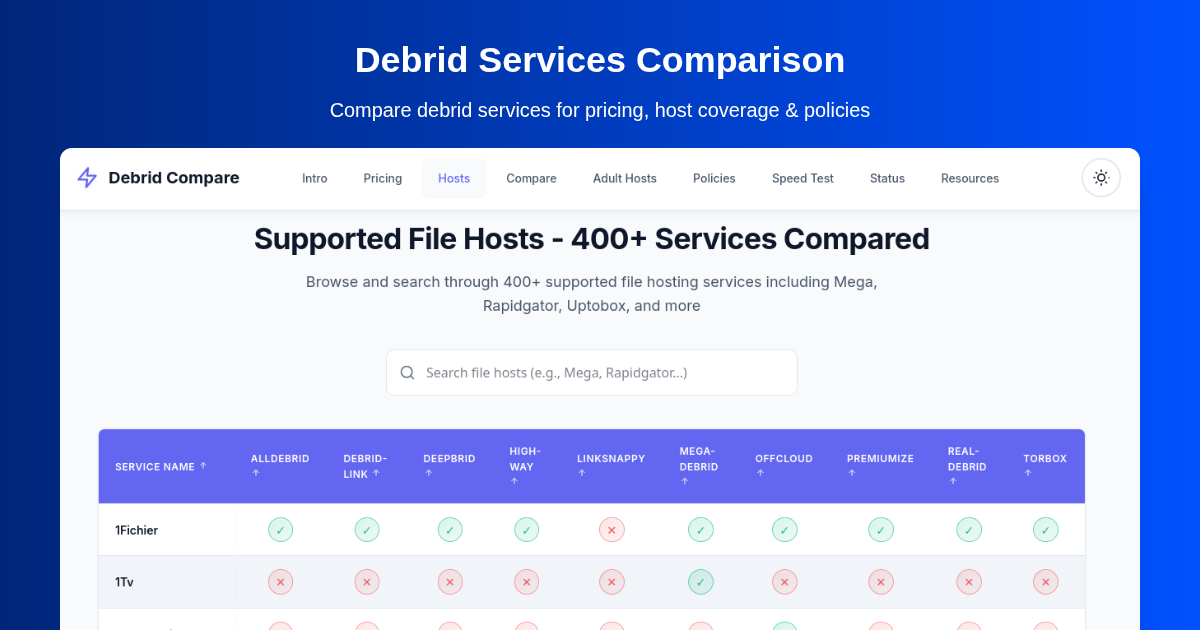 Debrid Services Comparison
Compare debrid services for pricing, host coverage & policies
Debrid Compare Intro Pricing Hosts Compare Adult Hosts Policies Speed Test Status Resources
Supported File Hosts - 400+ Services Compared
Browse and search through 400+ supported file hosting services including Mega,
Rapidgator, Uptobox, and more
Search file hosts (e.g., Mega, Rapidgator...)
SERVICE NAME ↑ ALLDEBRID ↑ DEBRID-LINK ↑ DEEPBRID ↑ HIGH-WAY ↑ LINKSNAPPY ↑ MEGA-DEBRID ↑ OFFCLOUD ↑ PREMIUMIZE ↑ REAL-DEBRID ↑ TORBOX ↑
1Fichier ✓ ✓ ✓ ✓ ✕ ✓ ✓ ✓ ✓ ✓
1Tv ✕ ✕ ✕ ✕ ✕ ✓ ✕ ✕ ✕ ✕